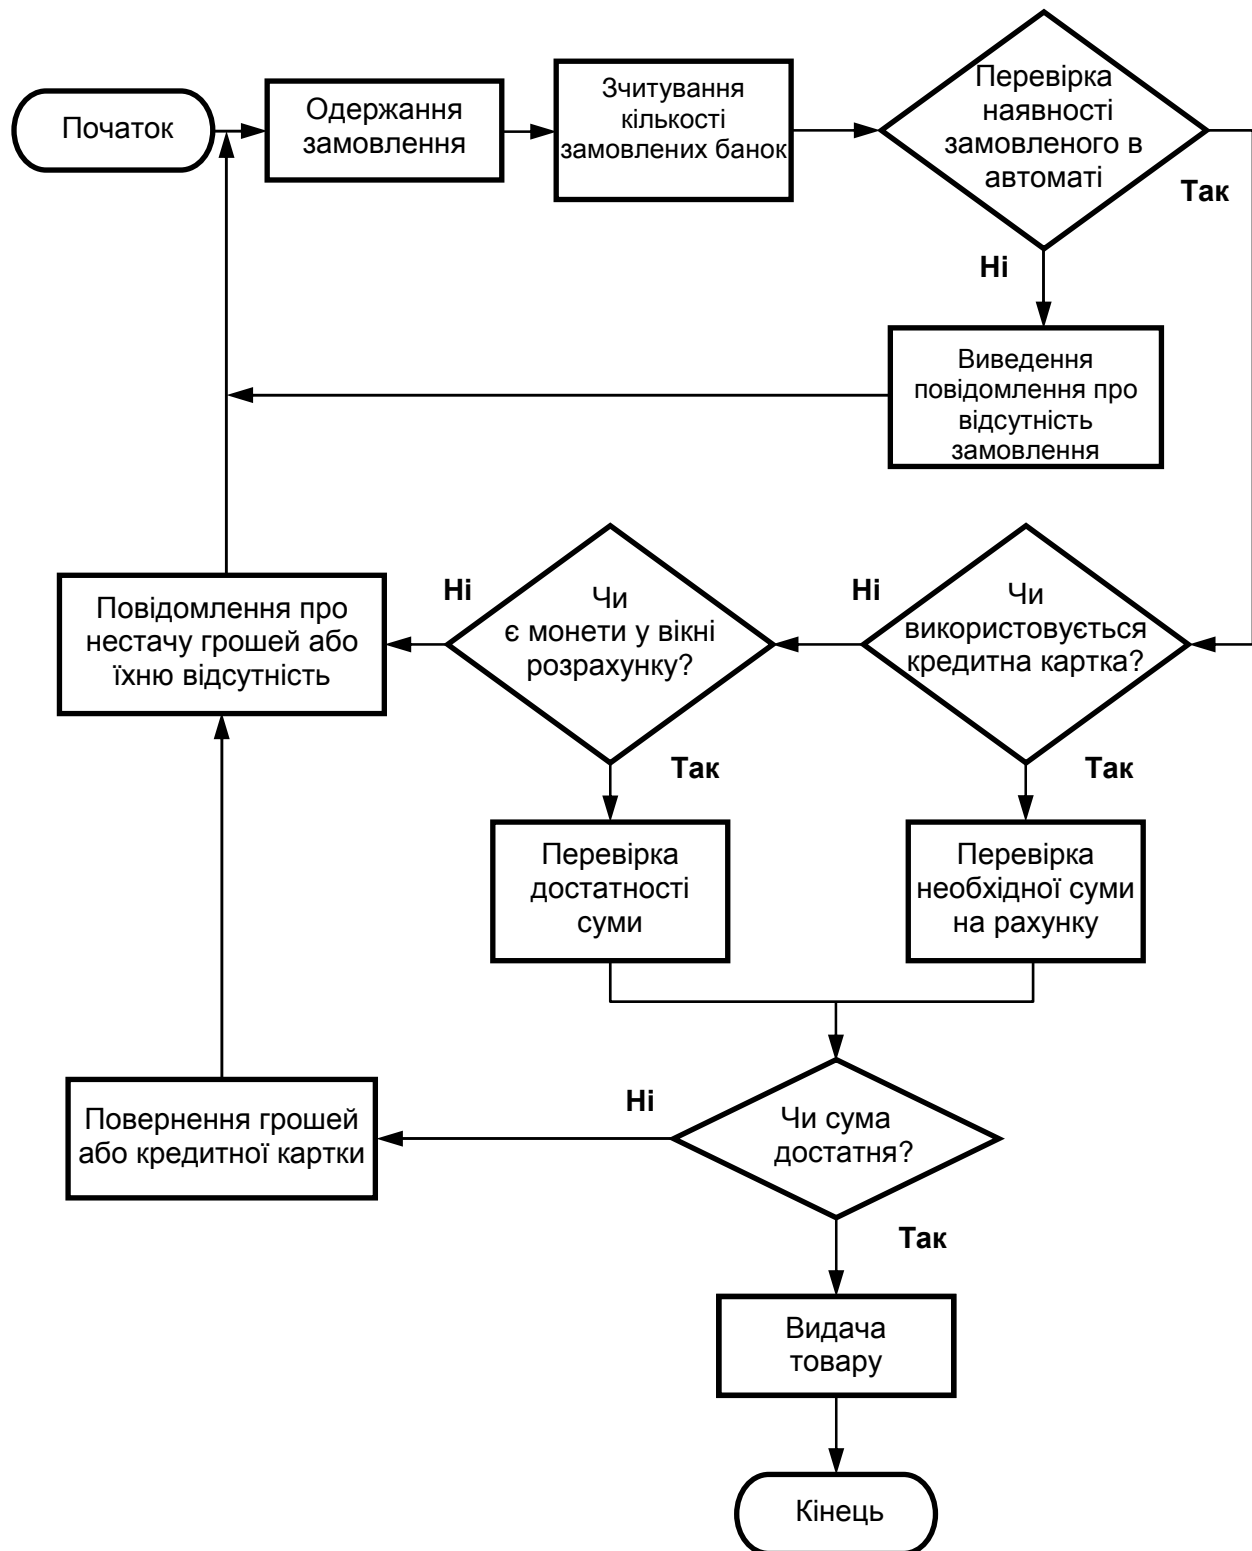 Початок
Одержання
замовлення
Зчитування
кількості
замовлених банок
Перевірка
наявності
замовленого в
автоматі
Так
Ні
Виведення
повідомлення про
відсутність
замовлення
Чи
використовується
кредитна картка?
Ні
Чи
є монети у вікні
розрахунку?
Ні
Повідомлення про
нестачу грошей або
їхню відсутність
Так
Так
Перевірка
достатності
суми
Перевірка
необхідної суми
на рахунку
Чи сума
достатня?
Ні
Повернення грошей
або кредитної картки
Так
Видача
товару
Кінець